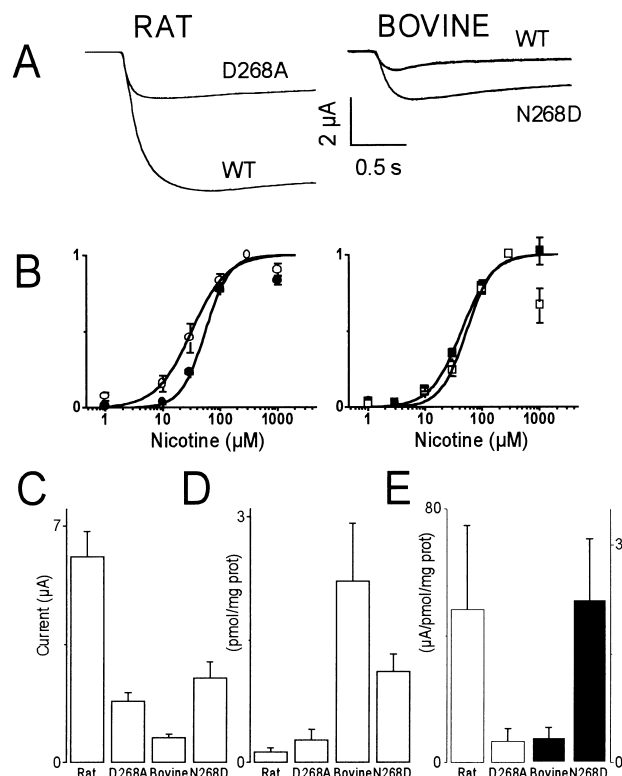 RAT
BOVINE
A
WT
D268A
N268D
2 µA
WT
0.5 s
B
1
1
0
0
1 10 100 1000
1 10 100 1000
Nicotine (µM)
Nicotine (µM)
C
D
E
7
3
80
3
Current (µA)
(pmol/mg prot)
(µA/pmol/mg prot)
0
0
0
0
Rat D268A Bovine N268D
Rat D268A Bovine N268D
Rat D268A Bovine N268D